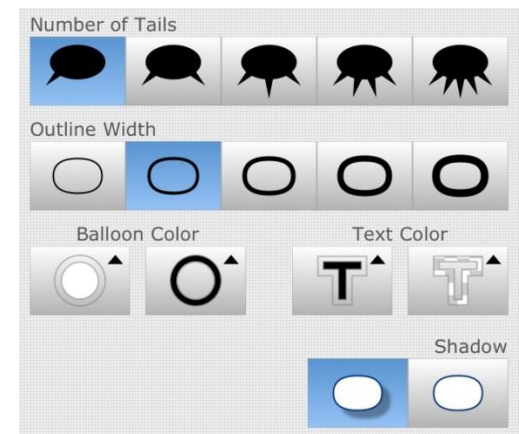 Number of Tails
Outline Width
Balloon Color
Text Color
T
T
Shadow